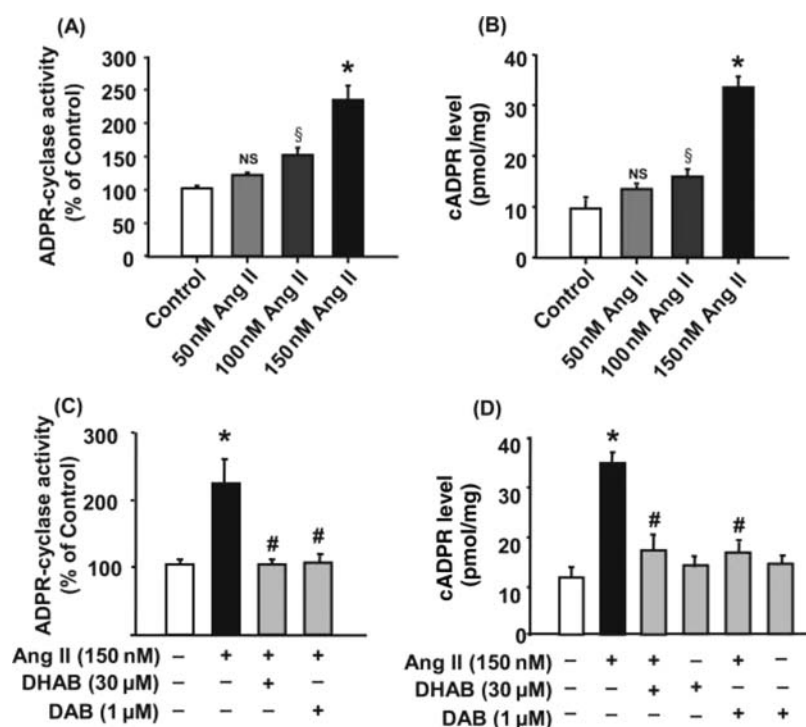 (A)
ADPR-cyclase activity
(% of Control)
300
250
200
150
100
50
0
NS
§
*
Control
50 nM Ang II
100 nM Ang II
150 nM Ang II
(B)
cADPR level
(pmol/mg)
40
30
20
10
0
NS
§
*
Control
50 nM Ang II
100 nM Ang II
150 nM Ang II
(C)
ADPR-cyclase activity
(% of Control)
300
200
100
*
#
#
Ang II (150 nM) – + + +
DHAB (30 µM) +
DAB (1 µM) +
(D)
cADPR level
(pmol/mg)
40
30
20
10
0
*
#
#
Ang II (150 nM) – + + – + –
DHAB (30 µM) + +
DAB (1 µM) + +